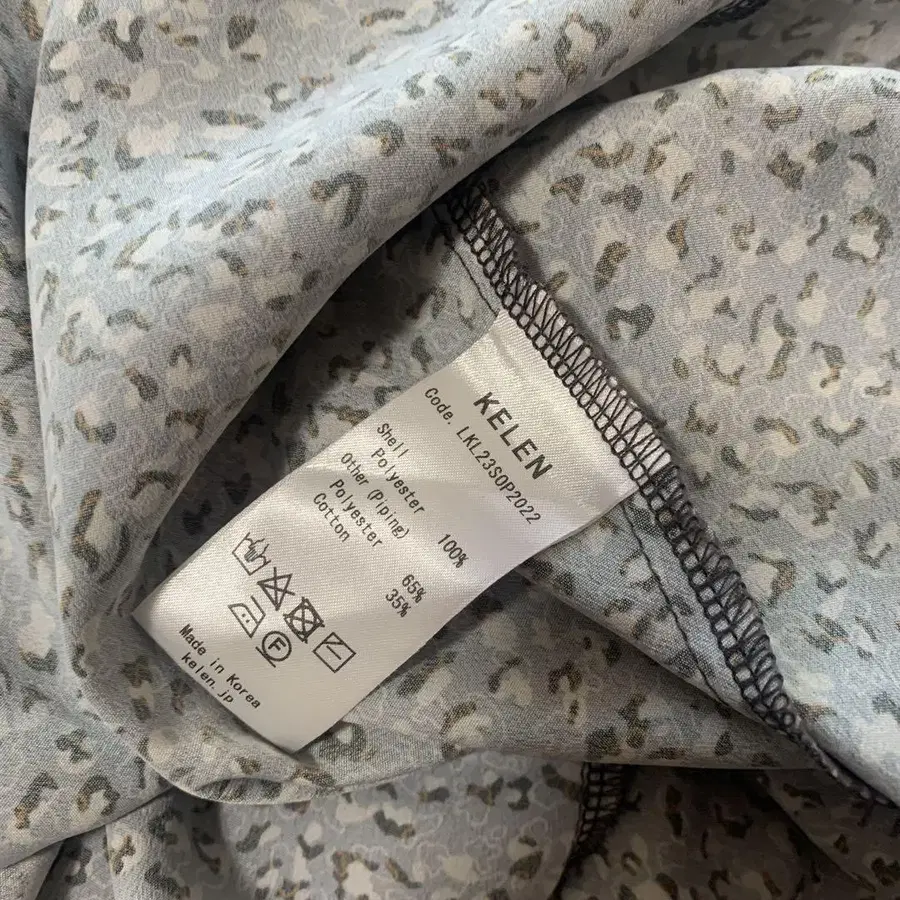 KELEN
Code. LKL23SOP2022
Shell
Polyester 100%
Other (Piping)
Polyester 65%
Cotton 35%
F
Made in Korea
kelen.jp